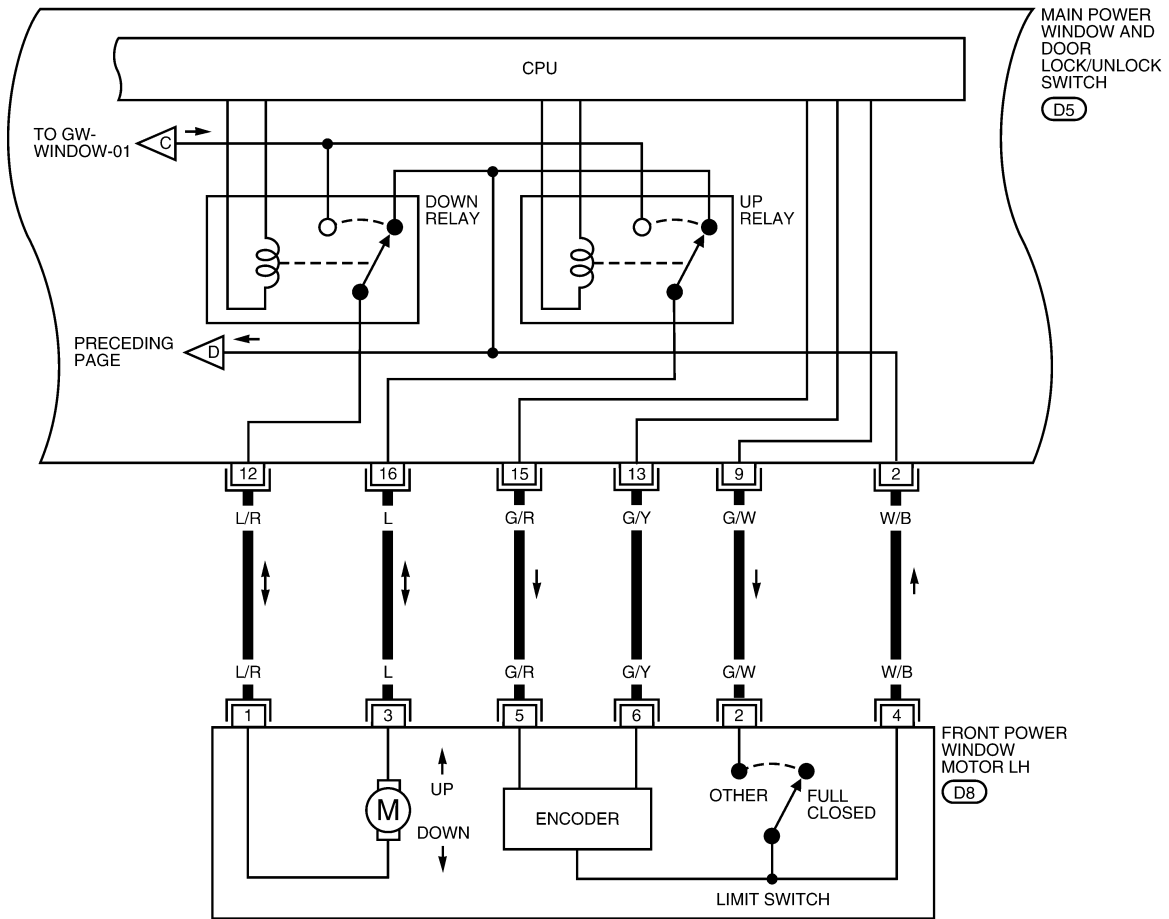 MAIN POWER
WINDOW AND
DOOR
LOCK/UNLOCK
SWITCH
D5
CPU
TO GW-
WINDOW-01
C
DOWN
RELAY
UP
RELAY
PRECEDING
PAGE
D
12 16 15 13 9 2
L/R L G/R G/Y G/W W/B
L/R L G/R G/Y G/W W/B
1 3 5 6 2 4
FRONT POWER
WINDOW
MOTOR LH
D8
M
UP
DOWN
ENCODER
OTHER
FULL
CLOSED
LIMIT SWITCH